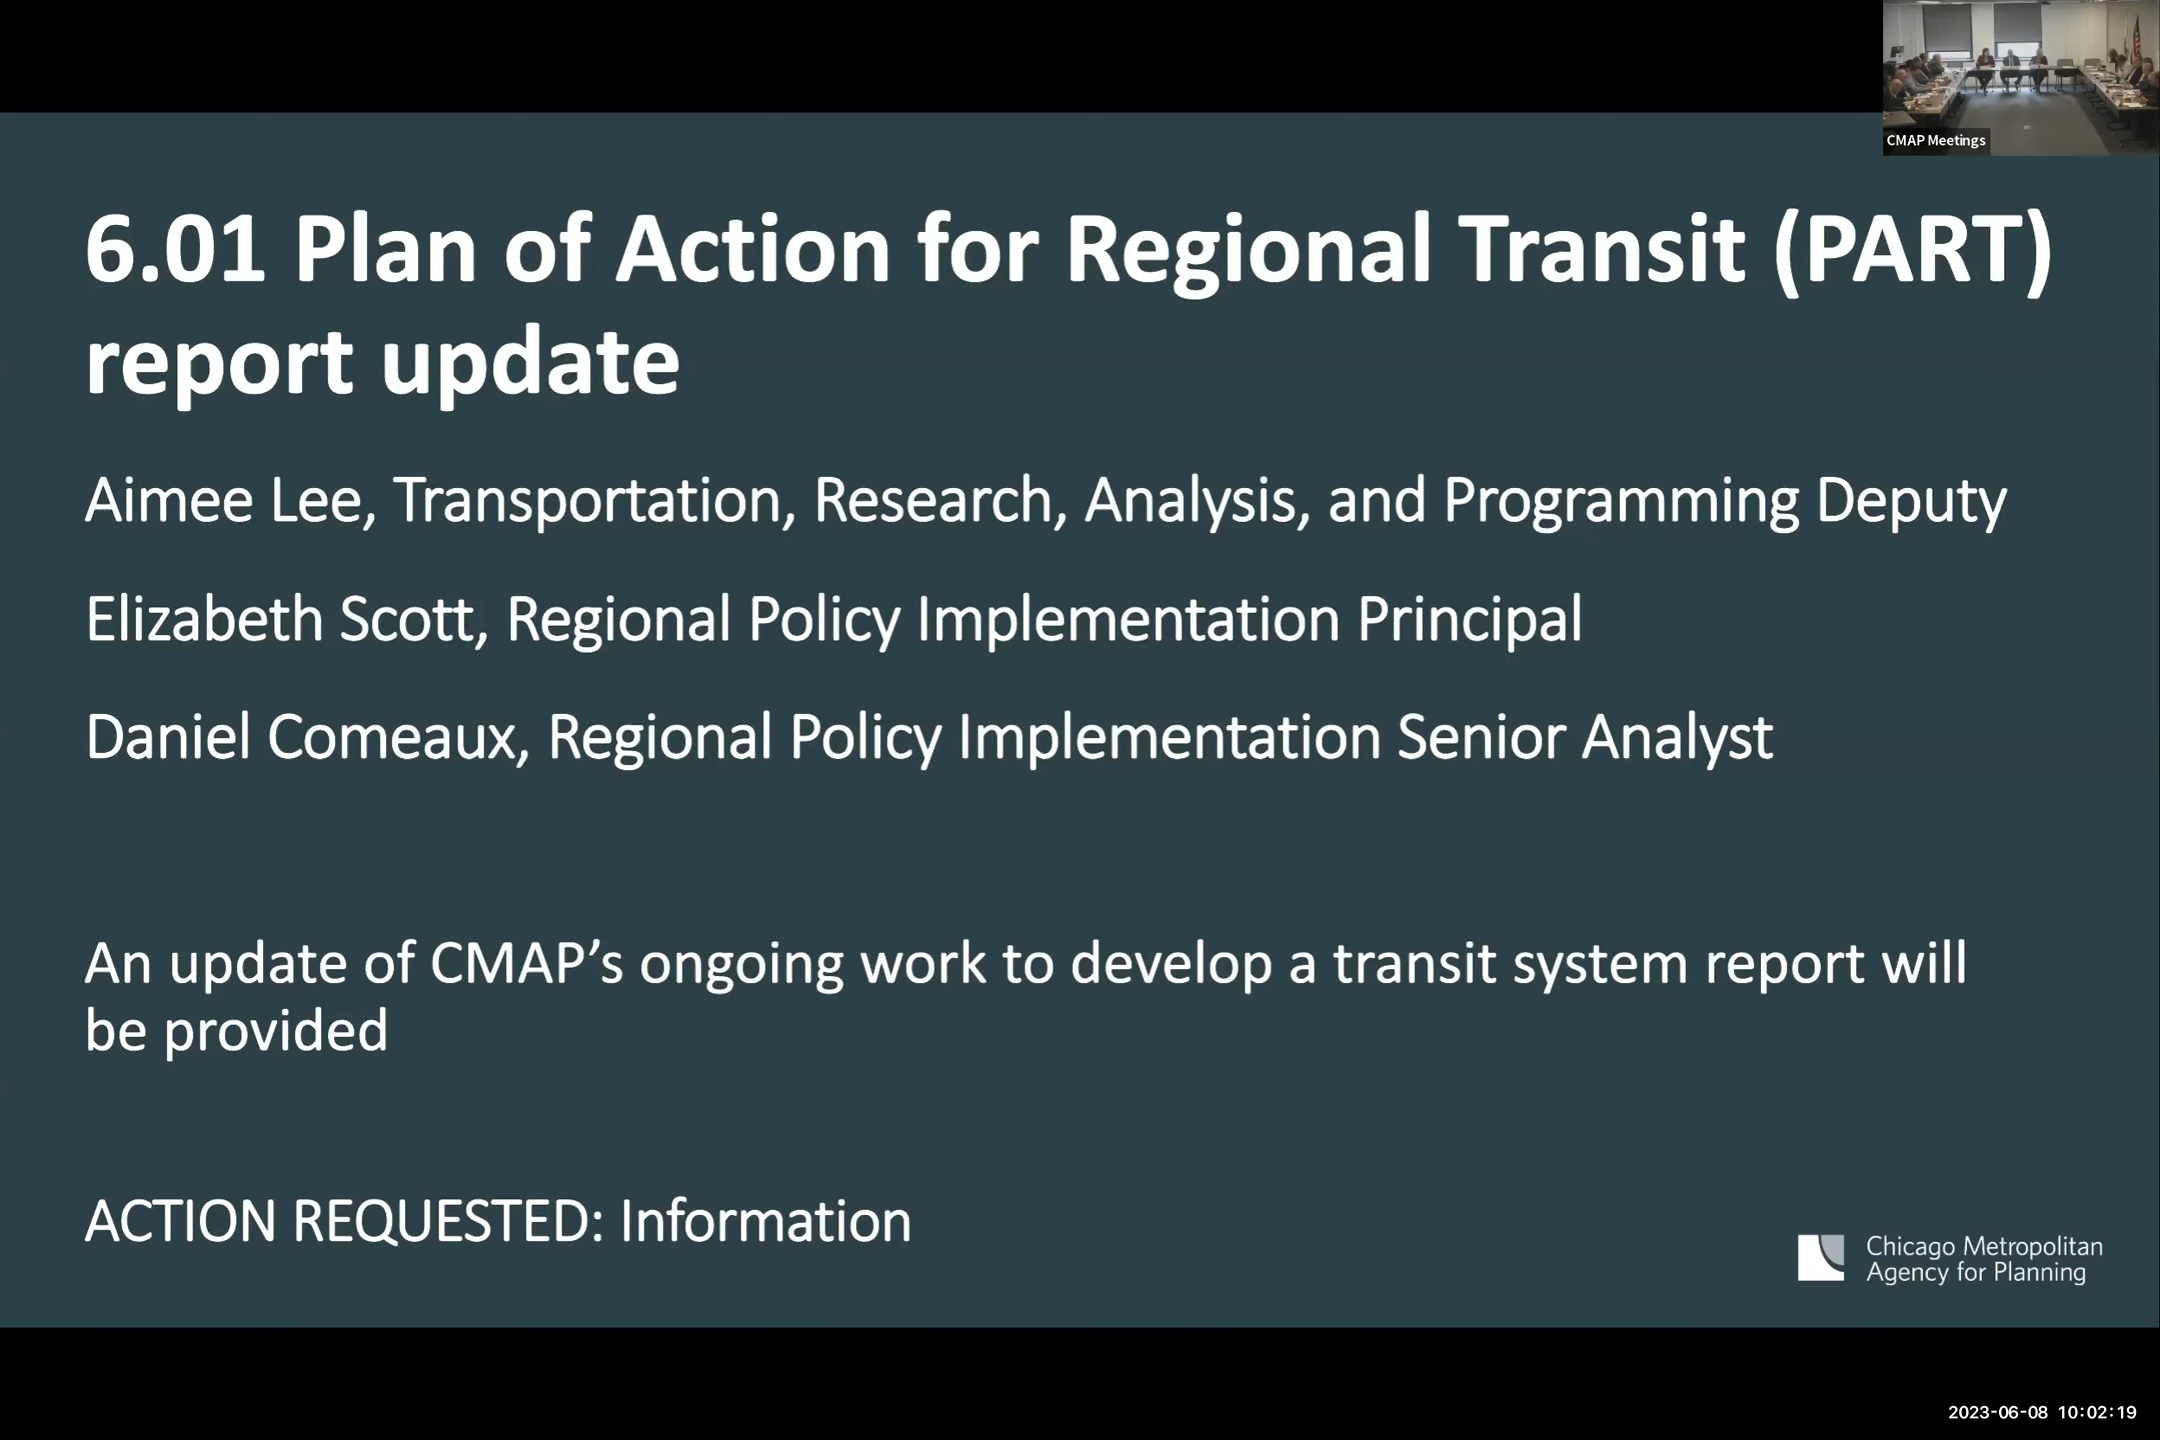 CMAP Meetings
6.01 Plan of Action for Regional Transit (PART)
report update
Aimee Lee, Transportation, Research, Analysis, and Programming Deputy
Elizabeth Scott, Regional Policy Implementation Principal
Daniel Comeaux, Regional Policy Implementation Senior Analyst
An update of CMAP’s ongoing work to develop a transit system report will
be provided
ACTION REQUESTED: Information
Chicago Metropolitan
Agency for Planning
2023-06-08 10:02:19